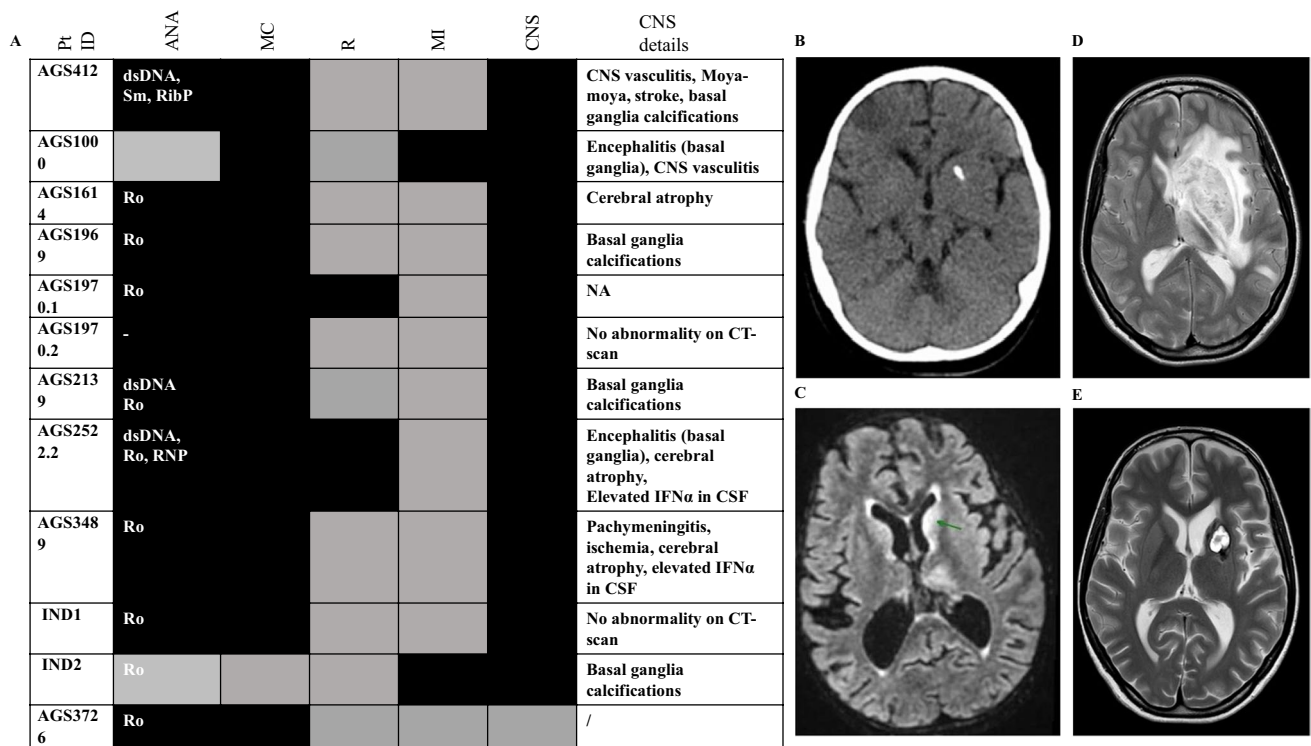 A
Pt ID
ANA
MC
R
MI
CNS
CNS
details
AGS412
dsDNA,
Sm, RibP
CNS vasculitis, Moya-
moya, stroke, basal
ganglia calcifications
AGS100
0
Encephalitis (basal
ganglia), CNS vasculitis
AGS161
4
Ro
Cerebral atrophy
AGS196
9
Ro
Basal ganglia
calcifications
AGS197
0.1
Ro
NA
AGS197
0.2
-
No abnormality on CT-
scan
AGS213
9
dsDNA
Ro
Basal ganglia
calcifications
AGS252
2.2
dsDNA,
Ro, RNP
Encephalitis (basal
ganglia), cerebral
atrophy,
Elevated IFNα in CSF
AGS348
9
Ro
Pachymeningitis,
ischemia, cerebral
atrophy, elevated IFNα
in CSF
IND1
Ro
No abnormality on CT-
scan
IND2
Ro
Basal ganglia
calcifications
AGS372
6
Ro
/
B
D
C
E